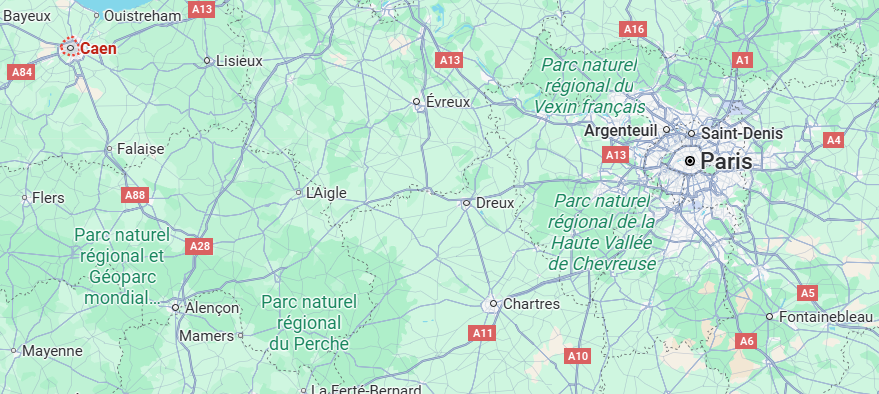 Bayeux
Ouistreham
A13
A16
Caen
Lisieux
A13
A1
A84
Parc naturel
régional du
Vexin français
Évreux
Argenteuil
Saint-Denis
Falaise
A13
A4
Paris
Flers
A88
L'Aigle
Dreux
Parc naturel
régional de la
Haute Vallée
de Chevreuse
Parc naturel
régional et
Géoparc
mondial...
A28
Alençon
Parc naturel
régional
du Perche
Chartres
A5
Fontainebleau
Mamers
A11
A6
Mayenne
A10
La Ferté-Bernard